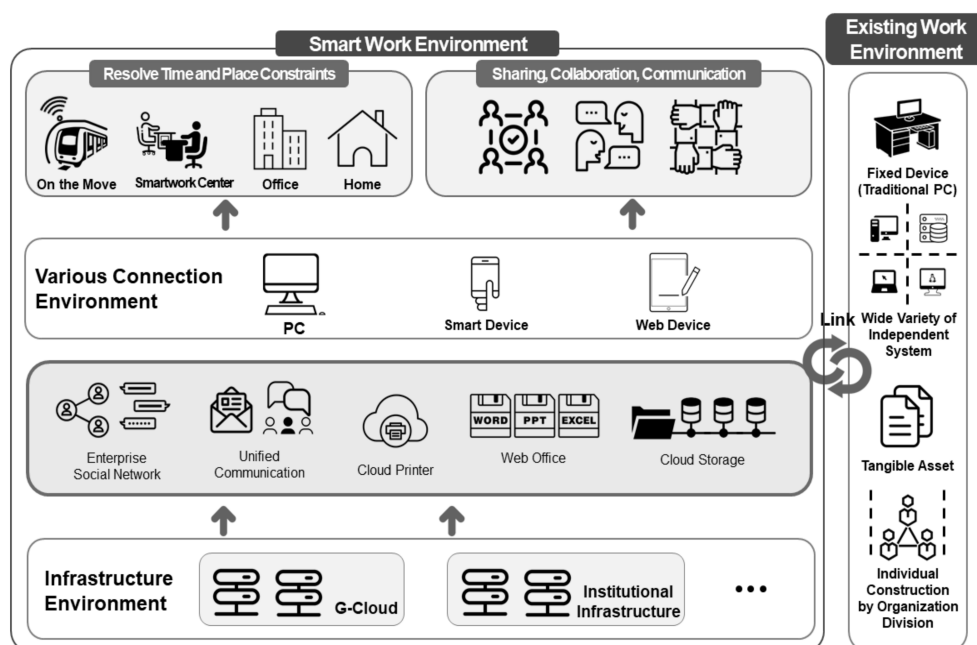 Smart Work Environment
Resolve Time and Place Constraints
On the Move
Smartwork Center
Office
Home
Sharing, Collaboration, Communication
Various Connection
Environment
PC
Smart Device
Web Device
Enterprise
Social Network
Unified
Communication
Cloud Printer
WORD
PPT
EXCEL
Web Office
Cloud Storage
Infrastructure
Environment
G-Cloud
Institutional
Infrastructure
Link
Existing Work
Environment
Fixed Device
(Traditional PC)
Wide Variety of
Independent
System
Tangible Asset
Individual
Construction
by Organization
Division